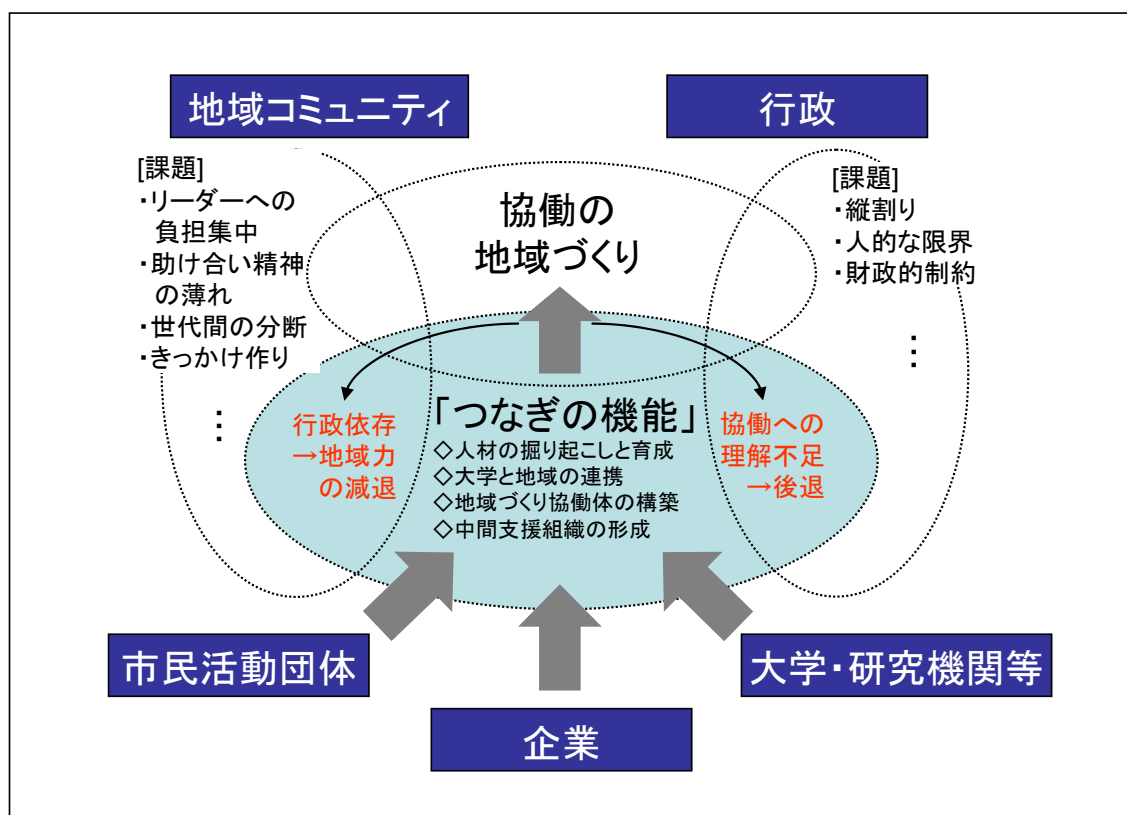 地域コミュニティ
行政
[課題]
・リーダーへの
負担集中
・助け合い精神
の薄れ
・世代間の分断
・きっかけ作り
⋮
[課題]
・縦割り
・人的な限界
・財政的制約
⋮
協働の
地域づくり
行政依存
→地域力
の減退
「つなぎの機能」
◇人材の掘り起こしと育成
◇大学と地域の連携
◇地域づくり協働体の構築
◇中間支援組織の形成
協働への
理解不足
→後退
市民活動団体
企業
大学・研究機関等